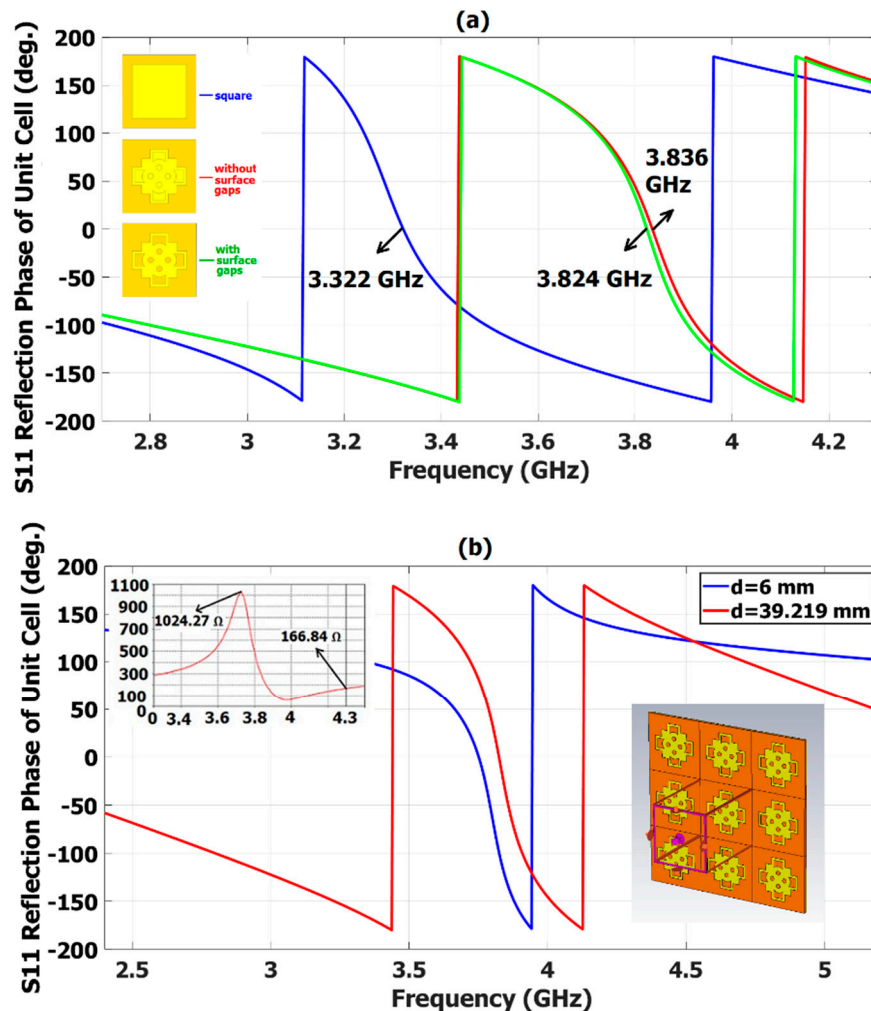 (a)
S11 Reflection Phase of Unit Cell (deg.)
200
150
100
50
0
-50
-100
-150
-200
square
without
surface
gaps
with
surface
gaps
3.322 GHz
3.836
GHz
3.824 GHz
2.8 3 3.2 3.4 3.6 3.8 4 4.2
Frequency (GHz)
(b)
S11 Reflection Phase of Unit Cell (deg.)
200
150
100
50
0
-50
-100
-150
-200
1100
900
700
500
300
100
1024.27 Ω
166.84 Ω
0 3.4 3.6 3.8 4 4.3
d=6 mm
d=39.219 mm
2.5 3 3.5 4 4.5 5
Frequency (GHz)